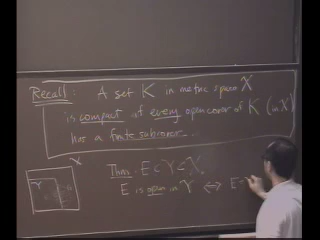 Recall: A set K in metric space X
is compact if every open cover of K (in X)
has a finite subcover.
X
Thm. E ⊂ Y ⊂ X.
Y
E is open in Y ⟷ E =